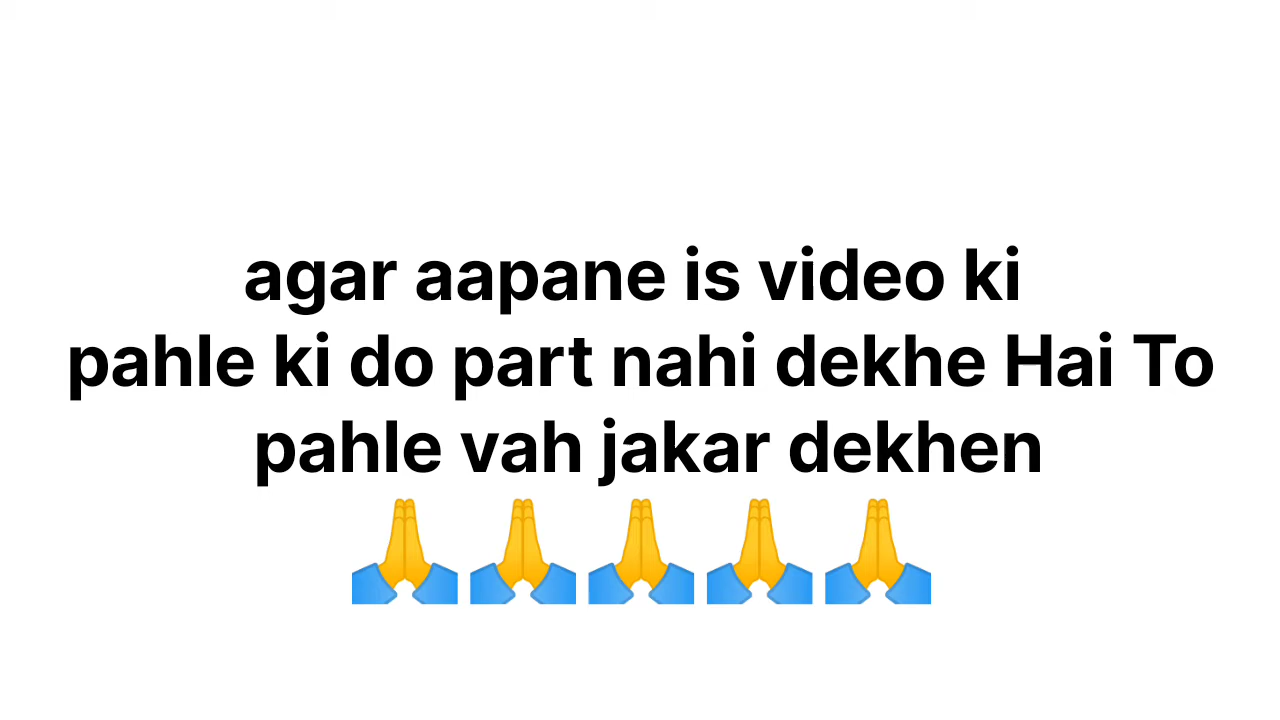 agar aapane is video ki
pahle ki do part nahi dekhe Hai To
pahle vah jakar dekhen
🙏🙏🙏🙏🙏